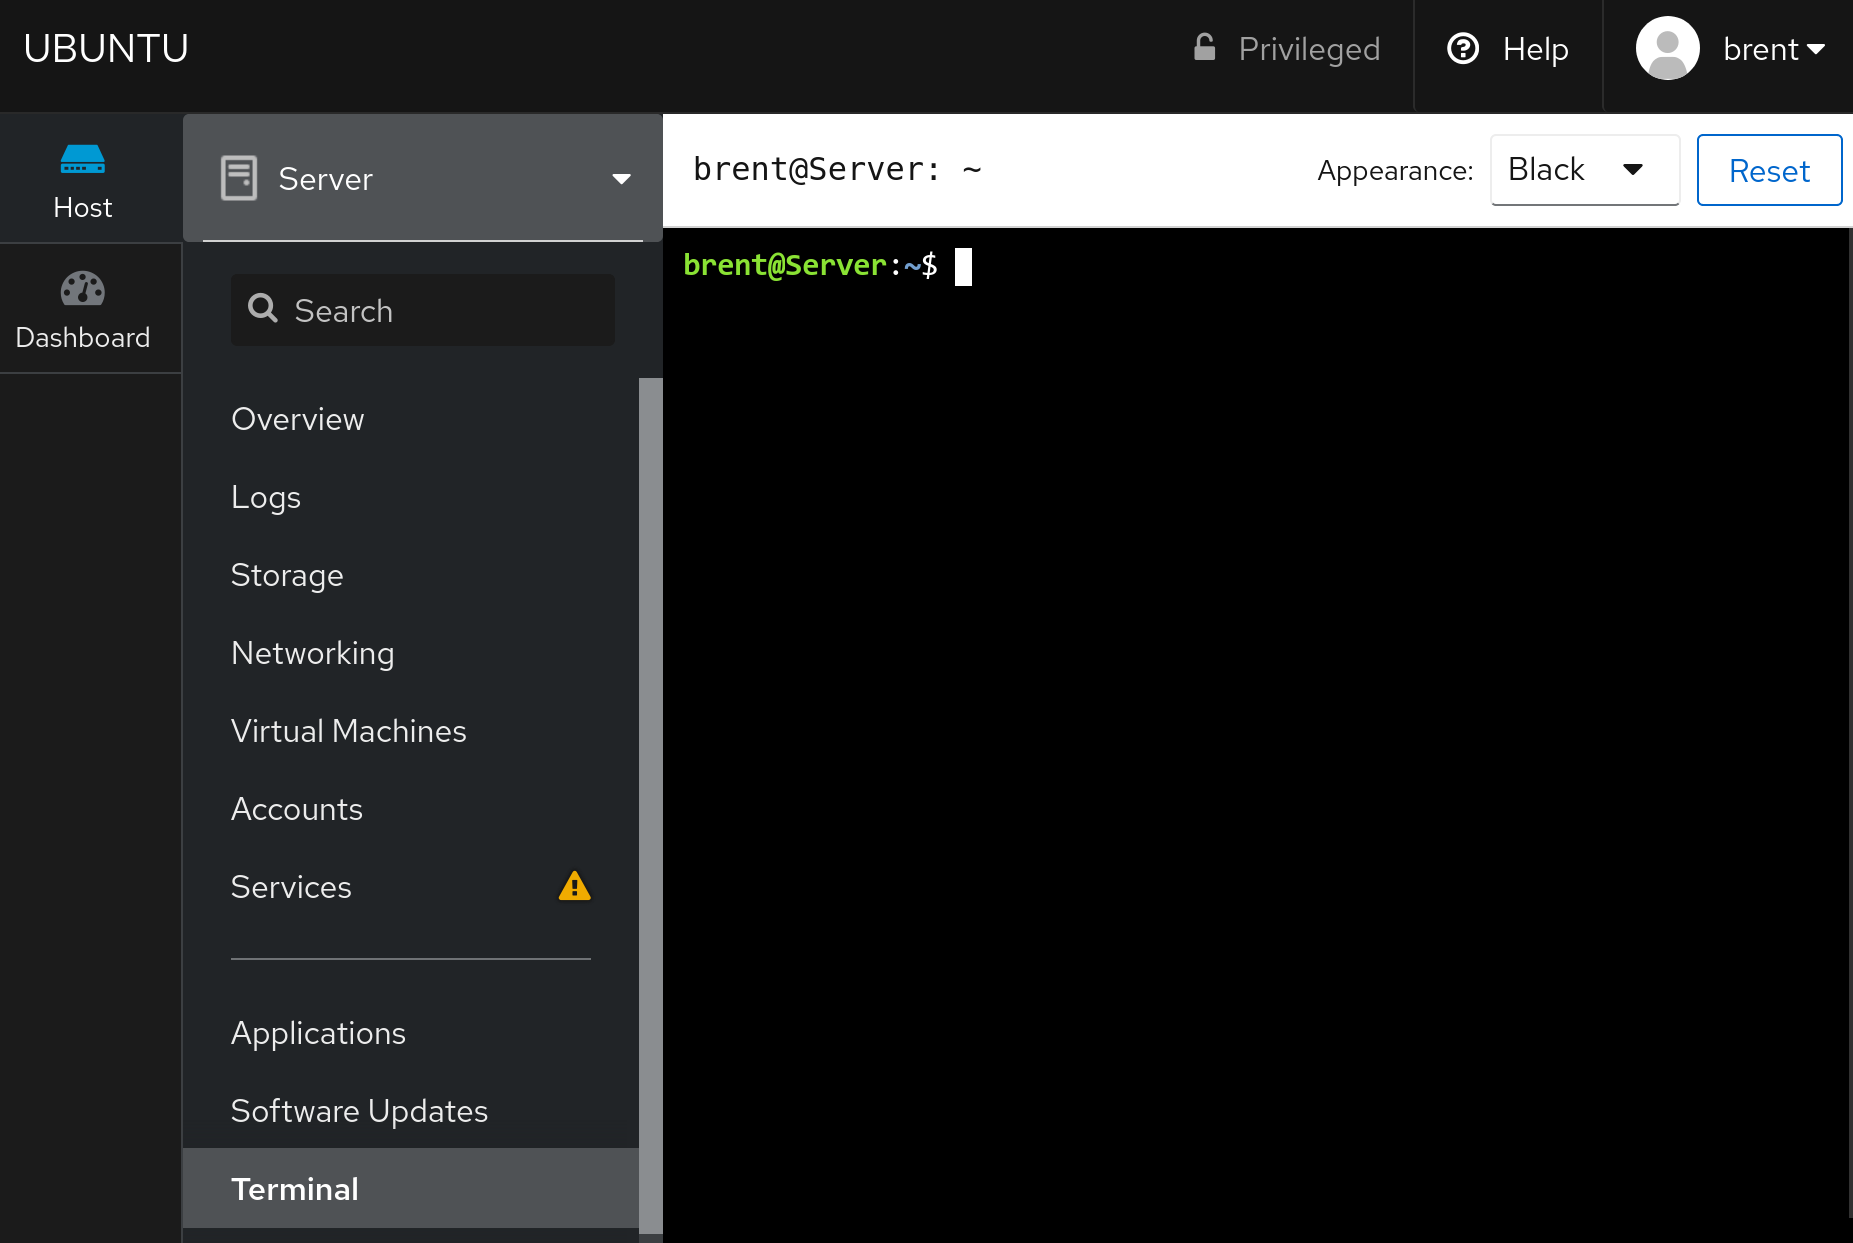 UBUNTU
Privileged
Help
brent
Host
Dashboard
Server
Search
Overview
Logs
Storage
Networking
Virtual Machines
Accounts
Services
Applications
Software Updates
Terminal
brent@Server: ~
Appearance:
Black
Reset
brent@Server:~$